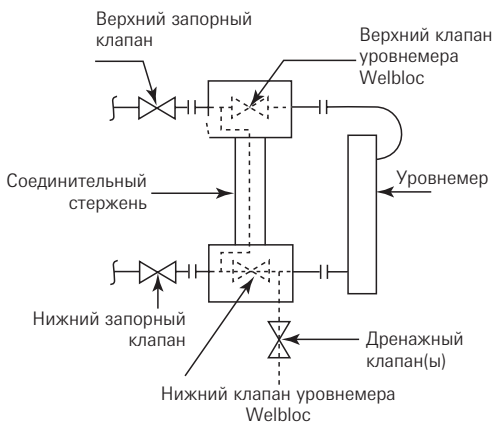 Верхний запорный
клапан
Верхний клапан
уровнемера
Welbloc
Соединительный
стержень
Уровнемер
Нижний запорный
клапан
Дренажный
клапан(ы)
Нижний клапан уровнемера
Welbloc